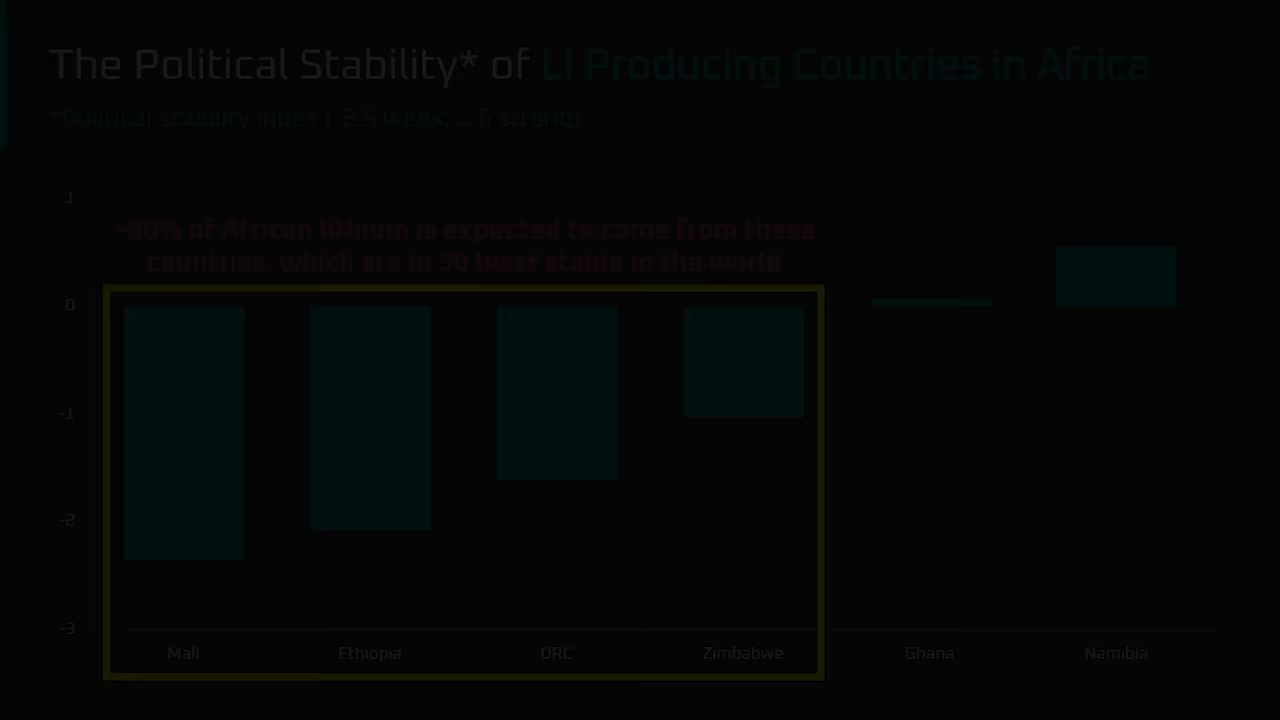 The Political Stability* of Li Producing Countries in Africa
*Political stability index (-2.5 weak, 2.5 strong)
1
of African lithium is expected to come from these
countries, which are in 30 least stable in the world
0
-1
-2
-3
Mali
Ethiopia
DRC
Zimbabwe
Ghana
Namibia